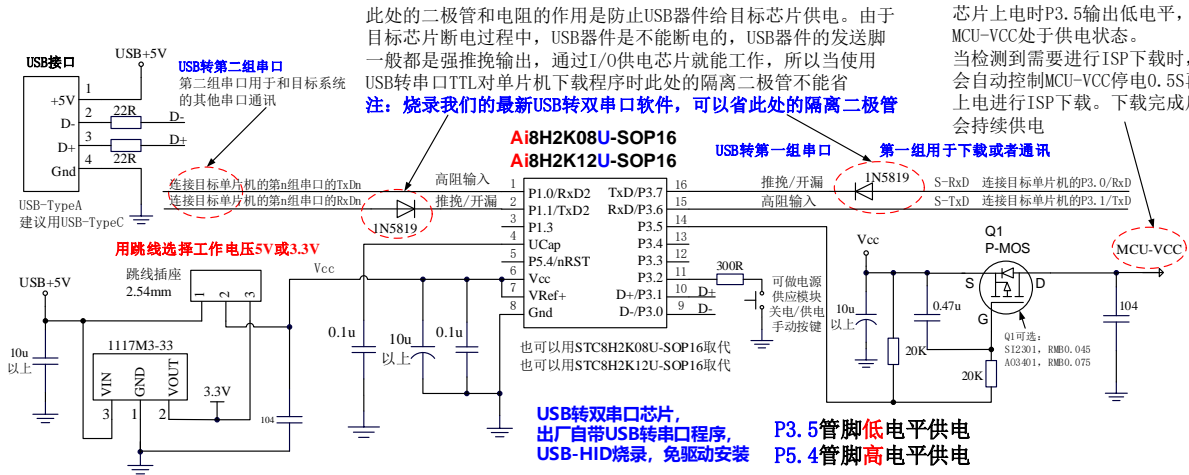 此处的二极管和电阻的作用是防止USB器件给目标芯片供电。由于
目标芯片断电过程中，USB器件是不能断电的，USB器件的发送脚
一般都是强推挽输出，通过I/O供电芯片就能工作，所以当使用
USB转串口TTL对单片机下载程序时此处的隔离二极管不能省
注：烧录我们的最新USB转双串口软件，可以省此处的隔离二极管
芯片上电时P3.5输出低电平，
MCU-VCC处于供电状态。
当检测到需要进行ISP下载时，
会自动控制MCU-VCC停电0.5S
上电进行ISP下载。下载完成
会持续供电
USB接口
USB+5V
+5V
1
D-
2
22R
D-
D+
3
22R
D+
Gnd
4
USB-TypeA
建议用USB-TypeC
USB转第二组串口
第二组串口用于和目标系统
的其他串口通讯
连接目标单片机的第n组串口的TxDn
连接目标单片机的第n组串口的RxDn
高阻输入
推挽/开漏
1N5819
Ai8H2K08U-SOP16
Ai8H2K12U-SOP16
1 P1.0/RxD2 TxD/P3.7 16
2 P1.1/TxD2 RxD/P3.6 15
3 P1.3 P3.5 14
4 UCap P3.4 13
5 P5.4/nRST P3.3 12
6 Vcc P3.2 11
7 VRef+ D+/P3.1 10 D+
8 Gnd D-/P3.0 9 D-
也可以用STC8H2K08U-SOP16取代
也可以用STC8H2K12U-SOP16取代
USB转第一组串口
第一组用于下载或者通讯
推挽/开漏
1N5819
S-RxD
连接目标单片机的P3.0/RxD
高阻输入
S-TxD
连接目标单片机的P3.1/TxD
300R
可做电源
供应模块
关电/供电
手动按键
Vcc
10u
以上
0.47u
20K
20K
Q1
P-MOS
S
D
G
Q1可选：
SI2301, RMB0.045
AO3401, RMB0.075
MCU-VCC
104
用跳线选择工作电压5V或3.3V
USB+5V
跳线插座
2.54mm
1
2
3
Vcc
10u
以上
1117M3-33
VIN
GND
VOUT
3
1
2
3.3V
104
0.1u
10u
以上
0.1u
USB转双串口芯片，
出厂自带USB转串口程序，
USB-HID烧录，免驱动安装
P3.5管脚低电平供电
P5.4管脚高电平供电